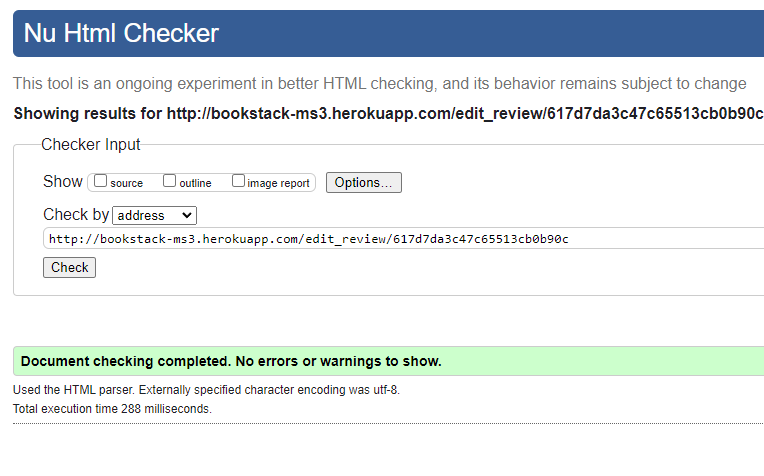 Nu Html Checker
This tool is an ongoing experiment in better HTML checking, and its behavior remains subject to change
Showing results for http://bookstack-ms3.herokuapp.com/edit_review/617d7da3c47c65513cb0b90c
Checker Input
Show source outline image report Options...
Check by address
http://bookstack-ms3.herokuapp.com/edit_review/617d7da3c47c65513cb0b90c
Check
Document checking completed. No errors or warnings to show.
Used the HTML parser. Externally specified character encoding was utf-8.
Total execution time 288 milliseconds.